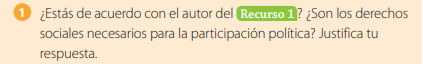 1 ¿Estás de acuerdo con el autor del Recurso 1? ¿Son los derechos
sociales necesarios para la participación política? Justifica tu
respuesta.